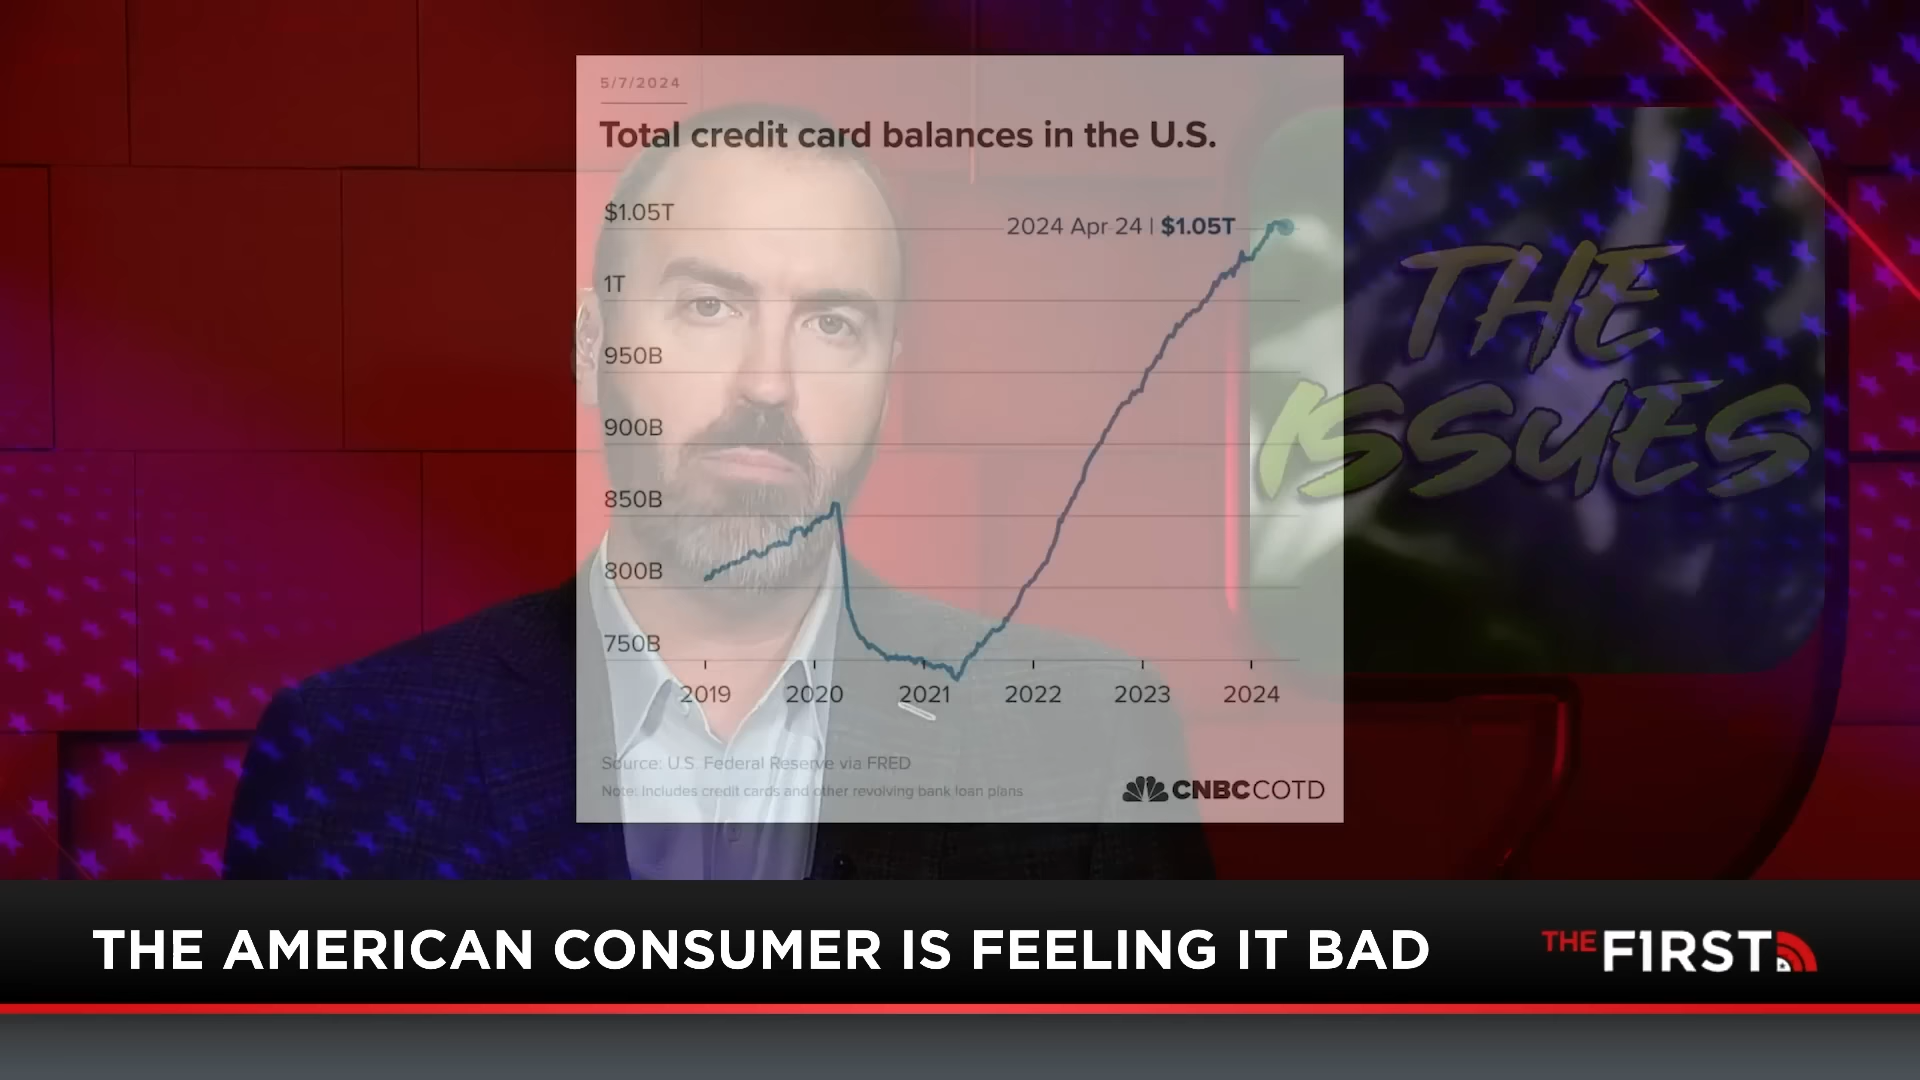 5/7/2024
Total credit card balances in the U.S.
$1.05T
2024 Apr 24 | $1.05T
1T
950B
900B
850B
800B
750B
2019 2020 2021 2022 2023 2024
Source: U.S. Federal Reserve via FRED
Note: Includes credit cards and other revolving bank loan plans
CNBCCOTD
THE
ISSUES
THE AMERICAN CONSUMER IS FEELING IT BAD
THE FIRST